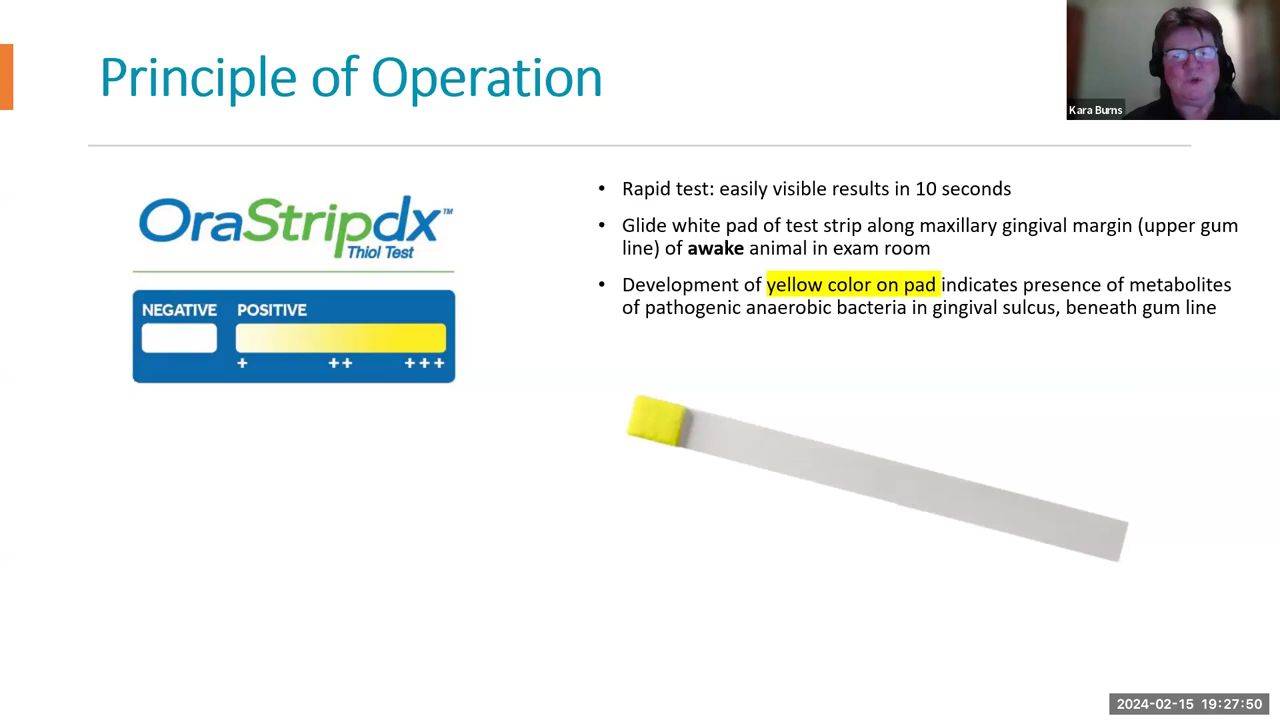 Principle of Operation
Kara Burns
OraStripdx™
Thiol Test
NEGATIVE POSITIVE
+ ++ +++
• Rapid test: easily visible results in 10 seconds
• Glide white pad of test strip along maxillary gingival margin (upper gum
line) of awake animal in exam room
• Development of yellow color on pad indicates presence of metabolites
of pathogenic anaerobic bacteria in gingival sulcus, beneath gum line
2024-02-15 19:27:50